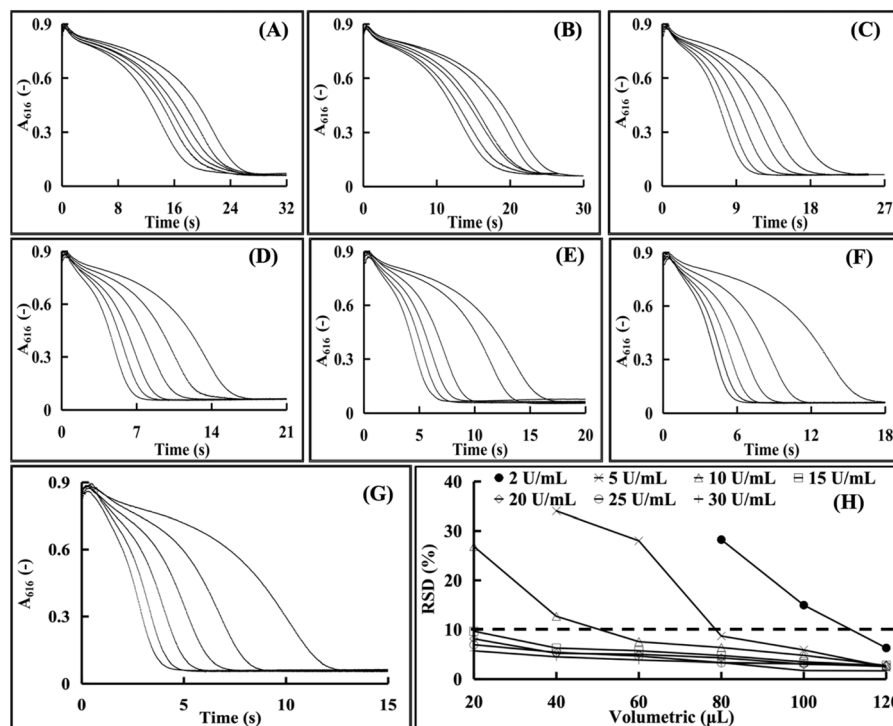 0.9 (A)
0.6
0.3
0
A616 (-)
0 8 16 24 32
Time (s)
0.9 (B)
0.6
0.3
0
A616 (-)
0 10 20 30
Time (s)
0.9 (C)
0.6
0.3
0
A616 (-)
0 9 18 27
Time (s)
0.9 (D)
0.6
0.3
0
A616 (-)
0 7 14 21
Time (s)
0.9 (E)
0.6
0.3
0
A616 (-)
0 5 10 15 20
Time (s)
0.9 (F)
0.6
0.3
0
A616 (-)
0 6 12 18
Time (s)
0.9 (G)
0.6
0.3
0
A616 (-)
0 5 10 15
Time (s)
40 2 U/mL 5 U/mL 10 U/mL 15 U/mL
20 U/mL 25 U/mL 30 U/mL (H)
30
20
10
0
RSD (%)
20 40 60 80 100 120
Volumetric (µL)